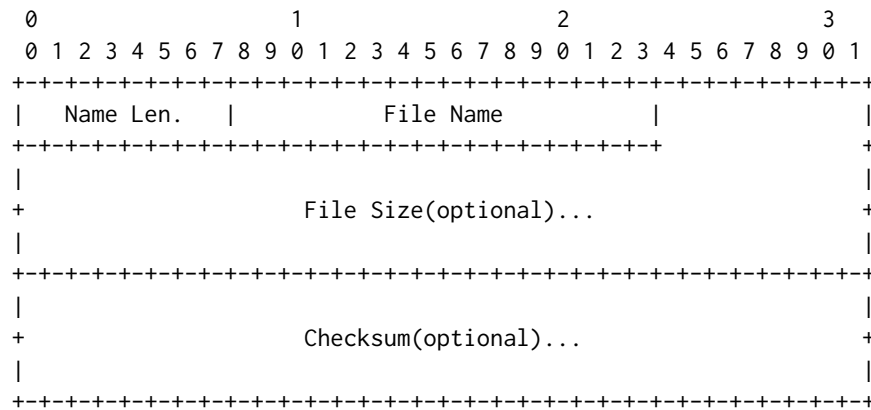 0                   1                   2                   3
0 1 2 3 4 5 6 7 8 9 0 1 2 3 4 5 6 7 8 9 0 1 2 3 4 5 6 7 8 9 0 1
+-+-+-+-+-+-+-+-+-+-+-+-+-+-+-+-+-+-+-+-+-+-+-+-+-+-+-+-+-+-+-+-+
|   Name Len.   |           File Name           |               |
+-+-+-+-+-+-+-+-+-+-+-+-+-+-+-+-+-+-+-+-+-+-+-+-+               +
|                                                               |
+                     File Size(optional)...                    +
|                                                               |
+-+-+-+-+-+-+-+-+-+-+-+-+-+-+-+-+-+-+-+-+-+-+-+-+-+-+-+-+-+-+-+-+
|                                                               |
+                     Checksum(optional)...                     +
|                                                               |
+-+-+-+-+-+-+-+-+-+-+-+-+-+-+-+-+-+-+-+-+-+-+-+-+-+-+-+-+-+-+-+-+